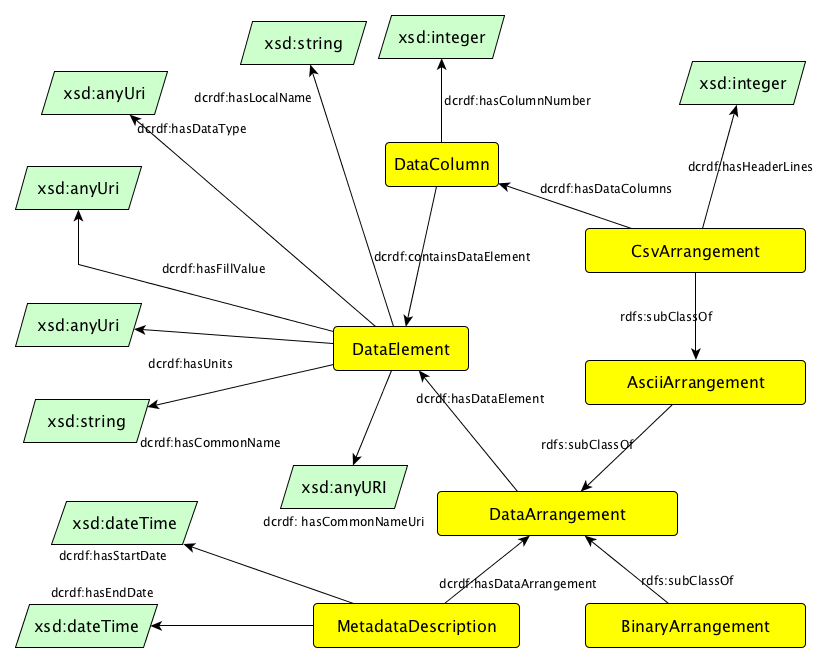 xsd:string
xsd:integer
xsd:anyUri
xsd:integer
dcrdf:hasLocalName
dcrdf:hasColumnNumber
dcrdf:hasDataType
DataColumn
dcrdf:hasHeaderLines
xsd:anyUri
dcrdf:hasDataColumns
CsvArrangement
dcrdf:containsDataElement
dcrdf:hasFillValue
rdfs:subClassOf
xsd:anyUri
DataElement
dcrdf:hasUnits
AsciiArrangement
dcrdf:hasDataElement
xsd:string
dcrdf:hasCommonName
rdfs:subClassOf
xsd:anyURI
DataArrangement
dcrdf: hasCommonNameUri
xsd:dateTime
dcrdf:hasStartDate
dcrdf:hasDataArrangement
rdfs:subClassOf
dcrdf:hasEndDate
xsd:dateTime
MetadataDescription
BinaryArrangement